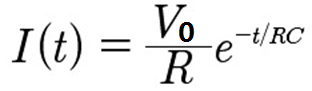 I(t) = V₀/R e^{-t/RC}